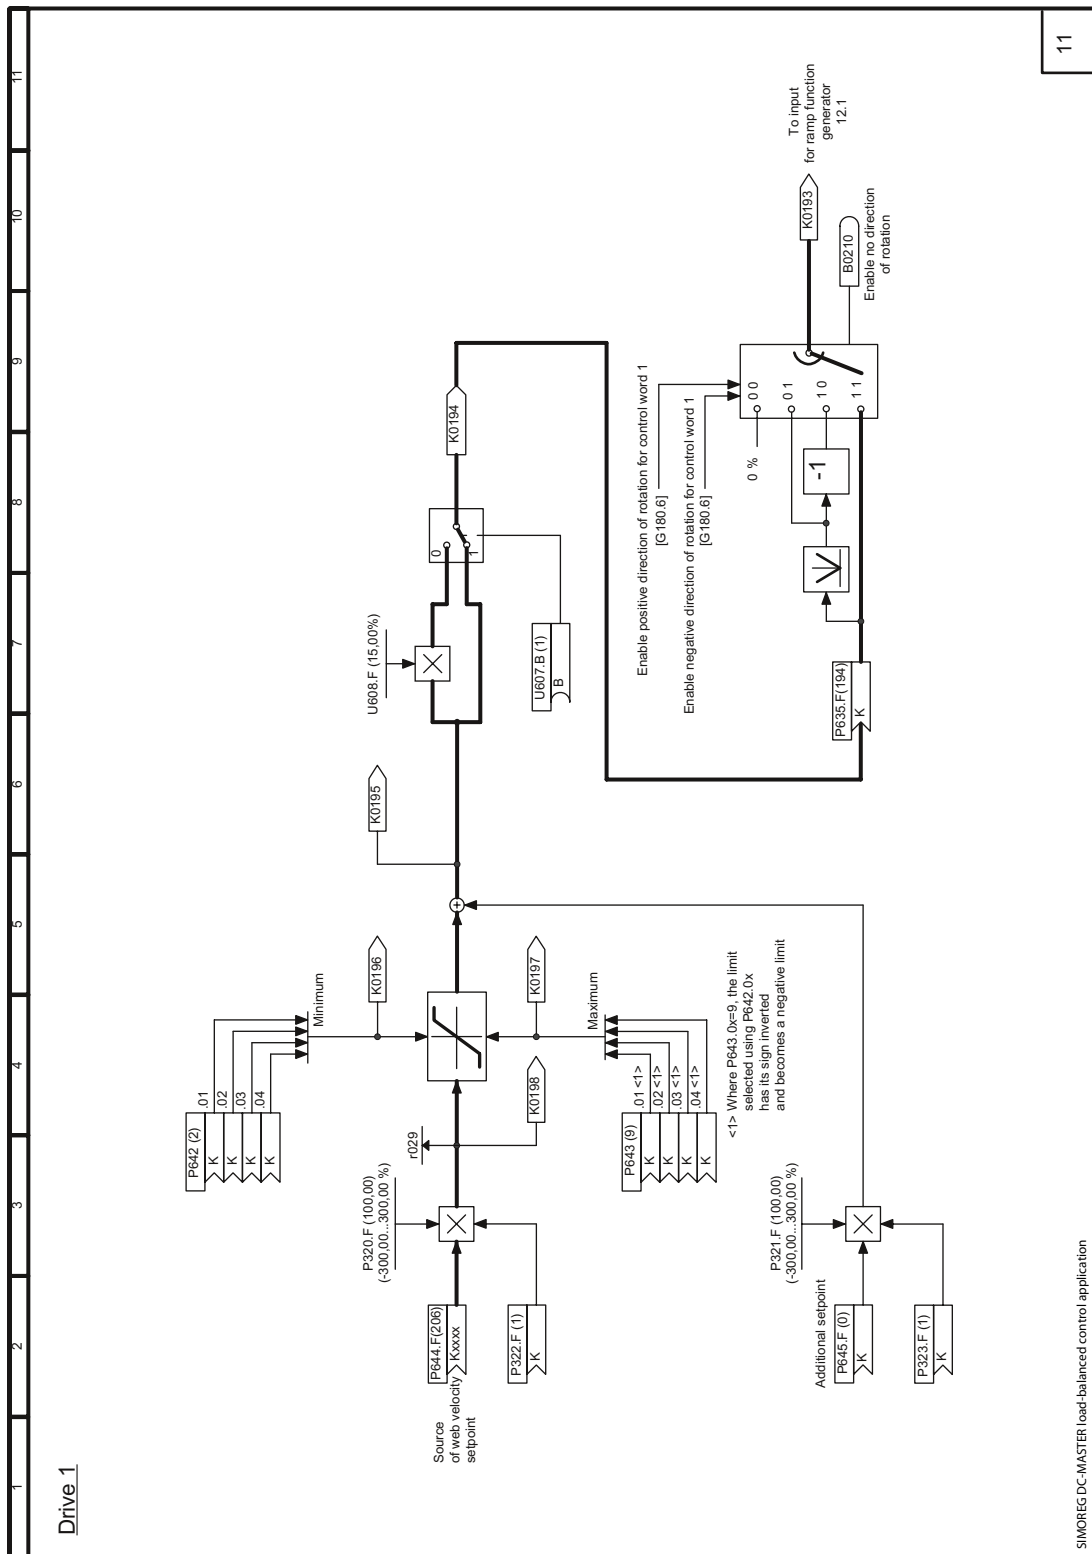 1
2
3
4
5
6
7
8
9
10
11
Drive 1
Source
of web velocity
setpoint
P644.F(206)
Kxxxx
P322.F (1)
K
P320.F (100,00)
(-300,00...300,00 %)
r029
K0198
P642 (2)
K
K
K
K
.01
.02
.03
.04
Minimum
K0196
K0197
Maximum
P643 (9)
K
K
K
K
.01 <1>
.02 <1>
.03 <1>
.04 <1>
<1> Where P643.0x=9, the limit
selected using P642.0x
has its sign inverted
and becomes a negative limit
Additional setpoint
P645.F (0)
K
P323.F (1)
K
P321.F (100,00)
(-300,00...300,00 %)
K0195
U608.F (15,00%)
U607.B (1)
B
0
1
K0194
P635.F(194)
K
Enable positive direction of rotation for control word 1
[G180.6]
Enable negative direction of rotation for control word 1
[G180.6]
0 %
-1
0 0
0 1
1 0
1 1
K0193
To input
for ramp function
generator
12.1
B0210
Enable no direction
of rotation
SIMOREG DC-MASTER load-balanced control application
11